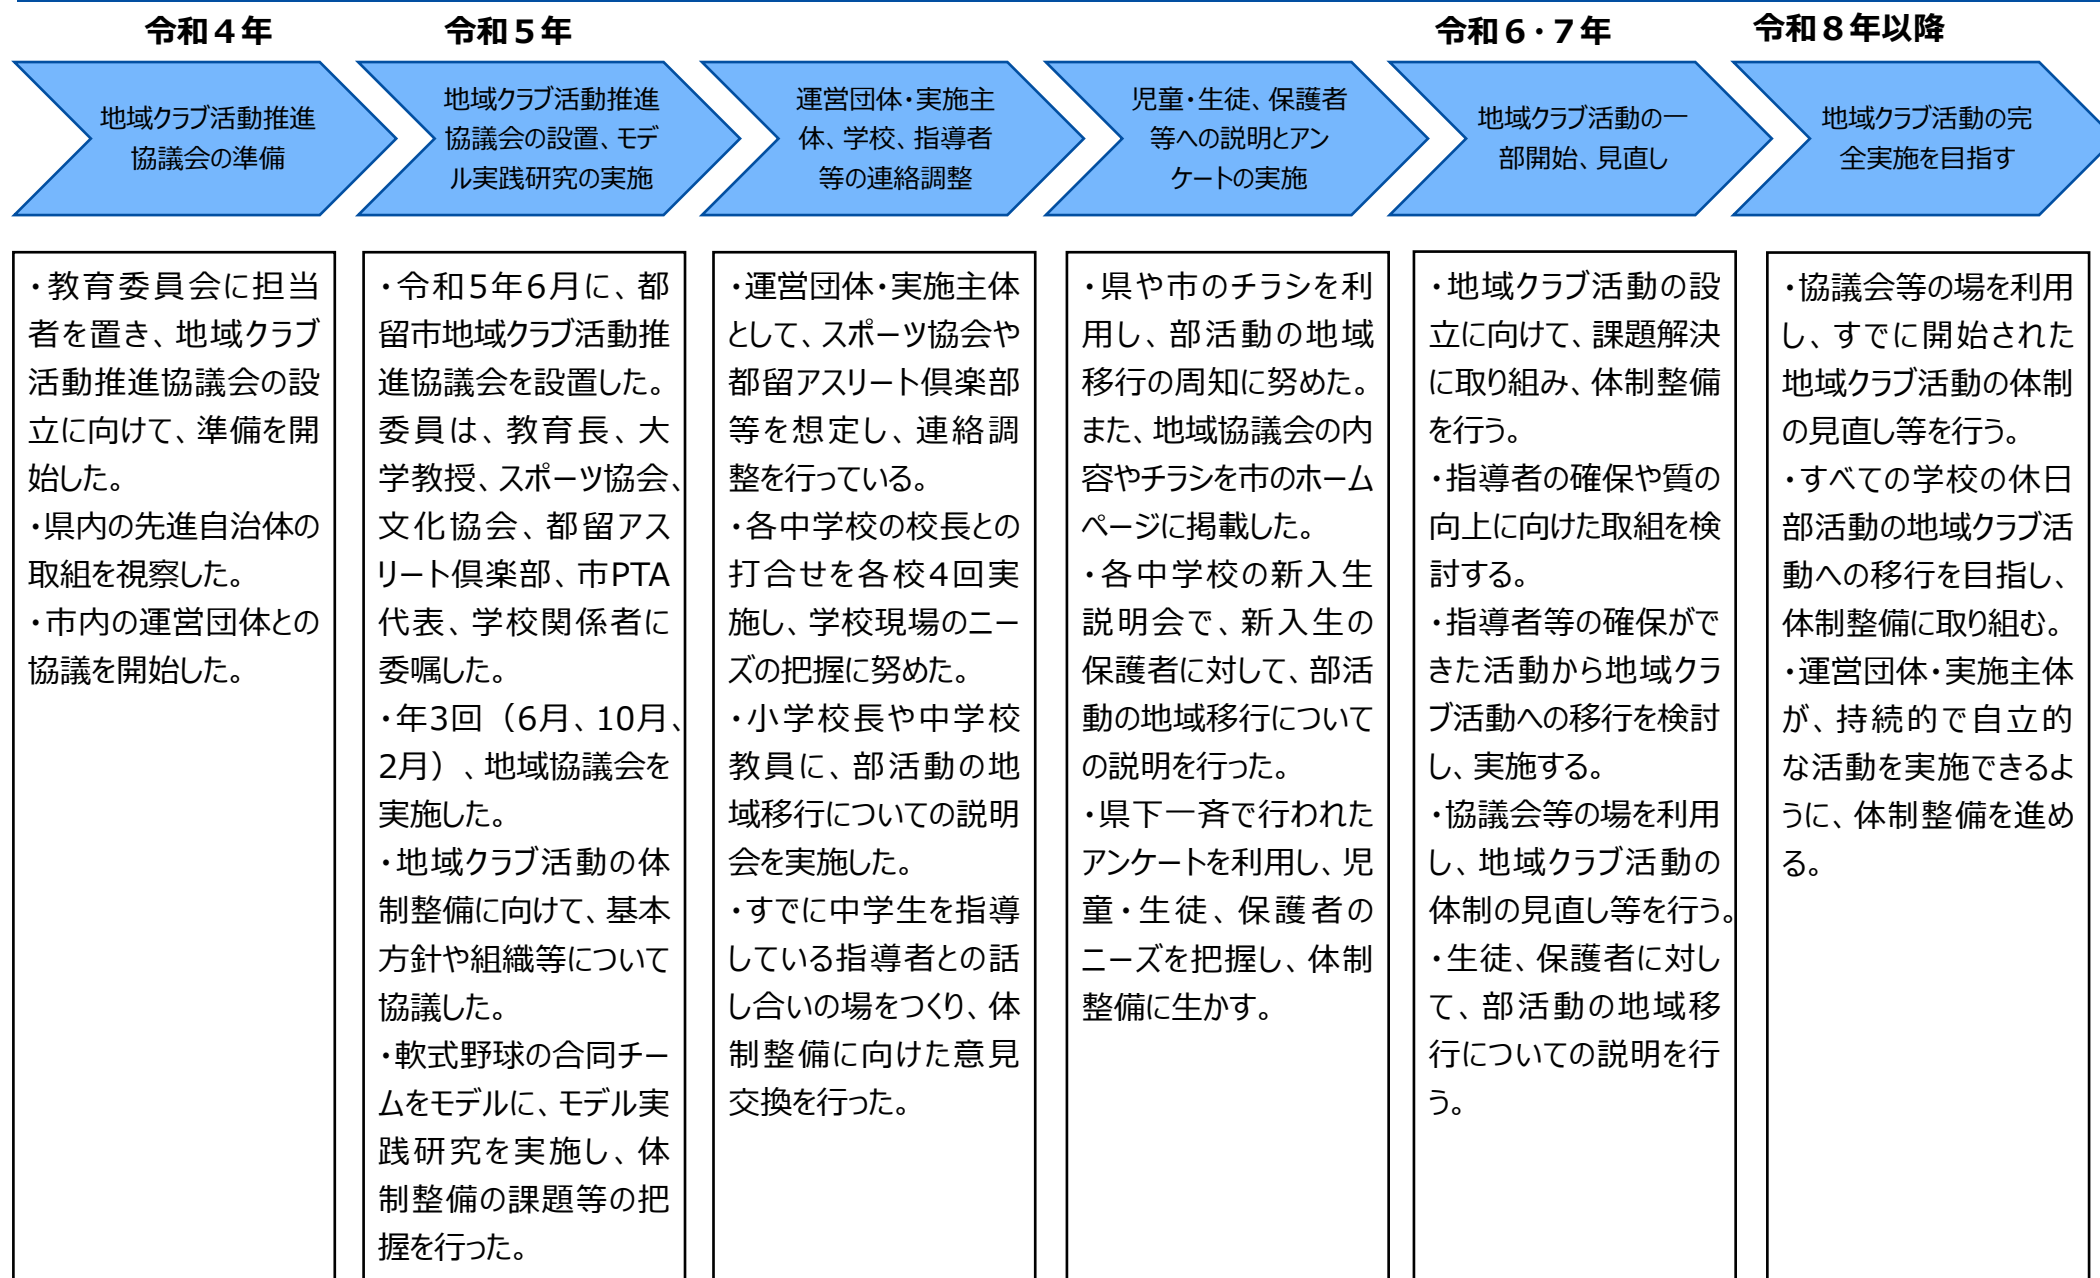 令和４年
令和５年
令和６・７年
令和８年以降
地域クラブ活動推進
協議会の準備
地域クラブ活動推進
協議会の設置、モデ
ル実践研究の実施
運営団体・実施主
体、学校、指導者
等の連絡調整
児童・生徒、保護者
等への説明とアン
ケートの実施
地域クラブ活動の一
部開始、見直し
地域クラブ活動の完
全実施を目指す
・教育委員会に担当
者を置き、地域クラブ
活動推進協議会の設
立に向けて、準備を開
始した。
・県内の先進自治体の
取組を視察した。
・市内の運営団体との
協議を開始した。
・令和5年6月に、都
留市地域クラブ活動推
進協議会を設置した。
委員は、教育長、大
学教授、スポーツ協会、
文化協会、都留アス
リート倶楽部、市PTA
代表、学校関係者に
委嘱した。
・年3回（6月、10月、
2月）、地域協議会を
実施した。
・地域クラブ活動の体
制整備に向けて、基本
方針や組織等について
協議した。
・軟式野球の合同チー
ムをモデルに、モデル実
践研究を実施し、体
制整備の課題等の把
握を行った。
・運営団体・実施主体
として、スポーツ協会や
都留アスリート倶楽部
等を想定し、連絡調
整を行っている。
・各中学校の校長との
打合せを各校４回実
施し、学校現場のニー
ズの把握に努めた。
・小学校長や中学校
教員に、部活動の地
域移行についての説明
会を実施した。
・すでに中学生を指導
している指導者との話
し合いの場をつくり、体
制整備に向けた意見
交換を行った。
・県や市のチラシを利
用し、部活動の地域
移行の周知に努めた。
また、地域協議会の内
容やチラシを市のホーム
ページに掲載した。
・各中学校の新入生
説明会で、新入生の
保護者に対して、部活
動の地域移行について
の説明を行った。
・県下一斉で行われた
アンケートを利用し、児
童・生徒、保護者の
ニーズを把握し、体制
整備に生かす。
・地域クラブ活動の設
立に向けて、課題解決
に取り組み、体制整備
を行う。
・指導者の確保や質の
向上に向けた取組を検
討する。
・指導者等の確保がで
きた活動から地域クラ
ブ活動への移行を検討
し、実施する。
・協議会等の場を利用
し、地域クラブ活動の
体制の見直し等を行う。
・生徒、保護者に対し
て、部活動の地域移
行についての説明を行
う。
・協議会等の場を利用
し、すでに開始された
地域クラブ活動の体制
の見直し等を行う。
・すべての学校の休日
部活動の地域クラブ活
動への移行を目指し、
体制整備に取り組む。
・運営団体・実施主体
が、持続的で自立的
な活動を実施できるよ
うに、体制整備を進め
る。